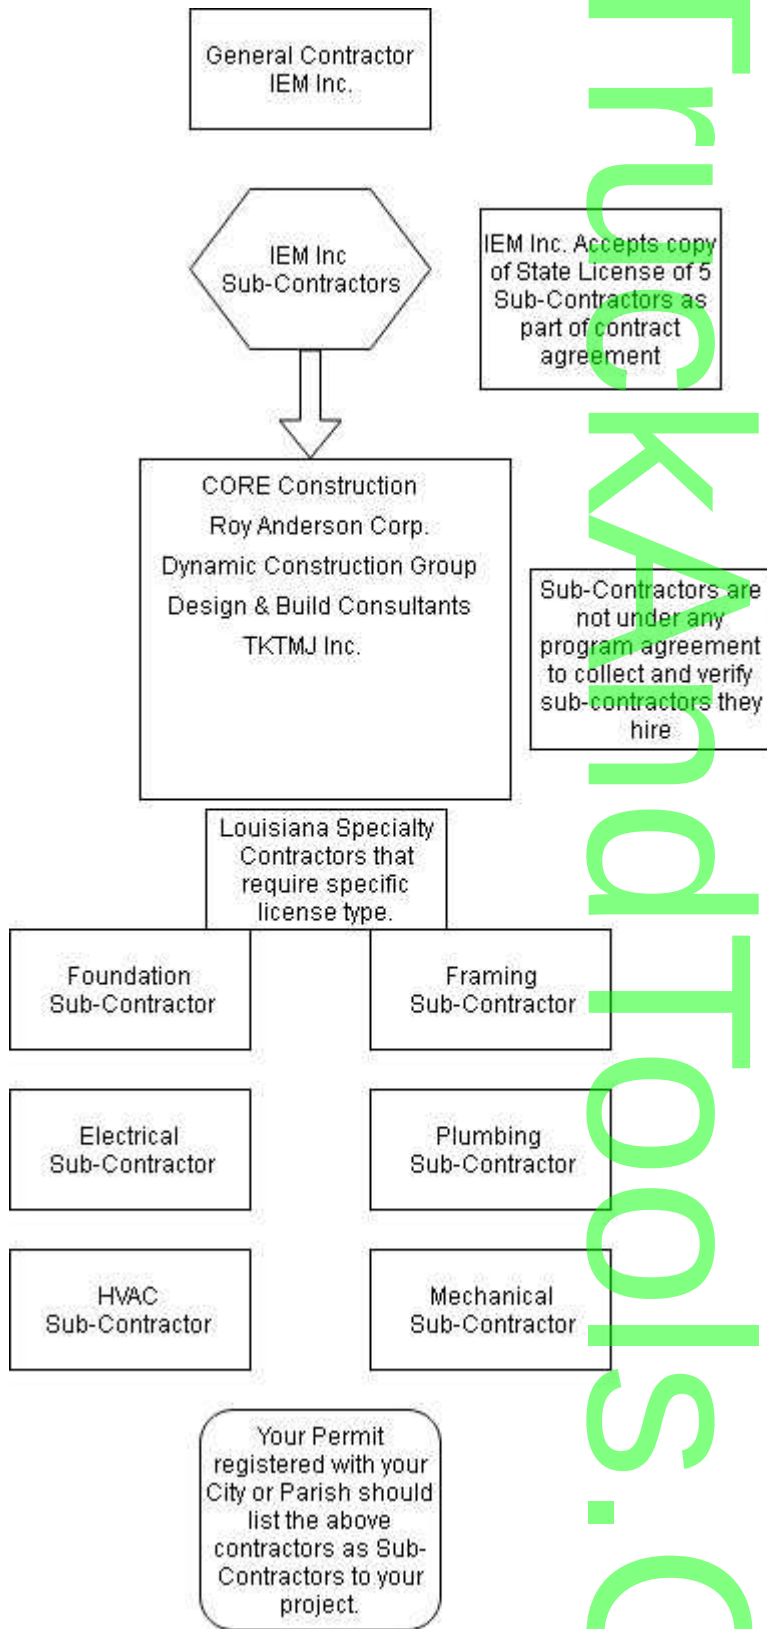 General Contractor
IEM Inc.
IEM Inc
Sub-Contractors
IEM Inc. Accepts copy
of State License of 5
Sub-Contractors as
part of contract
agreement
CORE Construction
Roy Anderson Corp.
Dynamic Construction Group
Design & Build Consultants
TKTMJ Inc.
Sub-Contractors are
not under any
program agreement
to collect and verify
sub-contractors they
hire
Louisiana Specialty
Contractors that
require specific
license type.
Foundation
Sub-Contractor
Framing
Sub-Contractor
Electrical
Sub-Contractor
Plumbing
Sub-Contractor
HVAC
Sub-Contractor
Mechanical
Sub-Contractor
Your Permit
registered with your
City or Parish should
list the above
contractors as Sub-
Contractors to your
project.
TruckAndTools.C